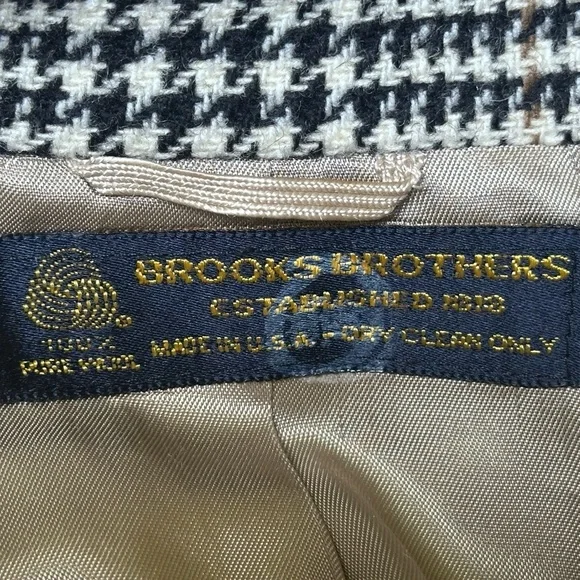 BROOKS BROTHERS
ESTABLISHED 1818
MADE IN U.S.A. - DRY CLEAN ONLY
100%
PURE WOOL